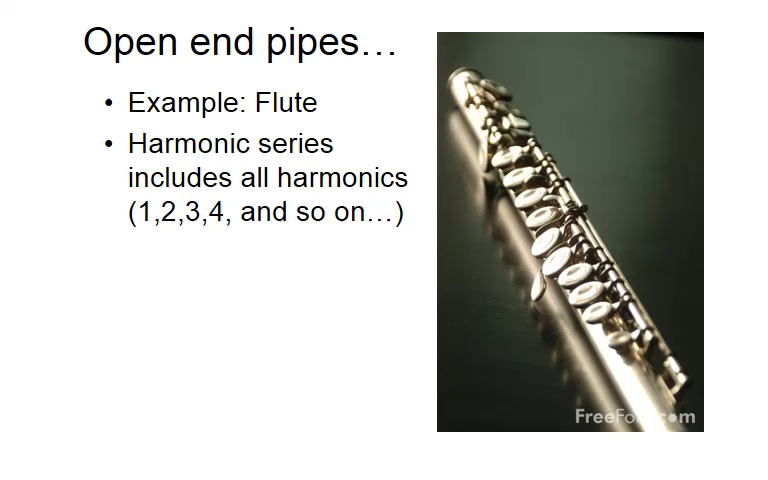 Open end pipes…
• Example: Flute
• Harmonic series
includes all harmonics
(1,2,3,4, and so on…)